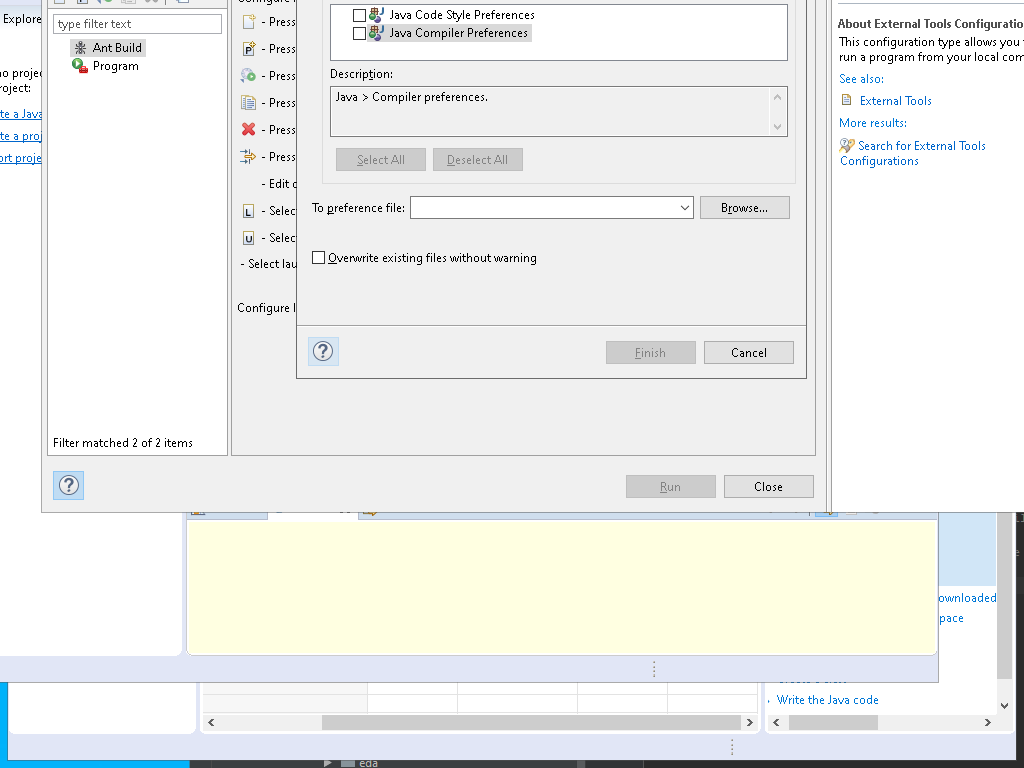 Explore
type filter text
Ant Build
Program
no proje
roject:
te a Java
te a proj
ort proje
Filter matched 2 of 2 items
- Press
P - Press
- Press
- Press
- Press
- Press
- Edit
L - Selec
U - Selec
- Select lau
Configure l
Java Code Style Preferences
Java Compiler Preferences
Description:
Java > Compiler preferences.
Select All
Deselect All
To preference file:
Browse...
Overwrite existing files without warning
?
Finish
Cancel
?
Run
Close
About External Tools Configuratio
This configuration type allows you
run a program from your local com
See also:
External Tools
More results:
Search for External Tools
Configurations
ownloaded
pace
Write the Java code
eda